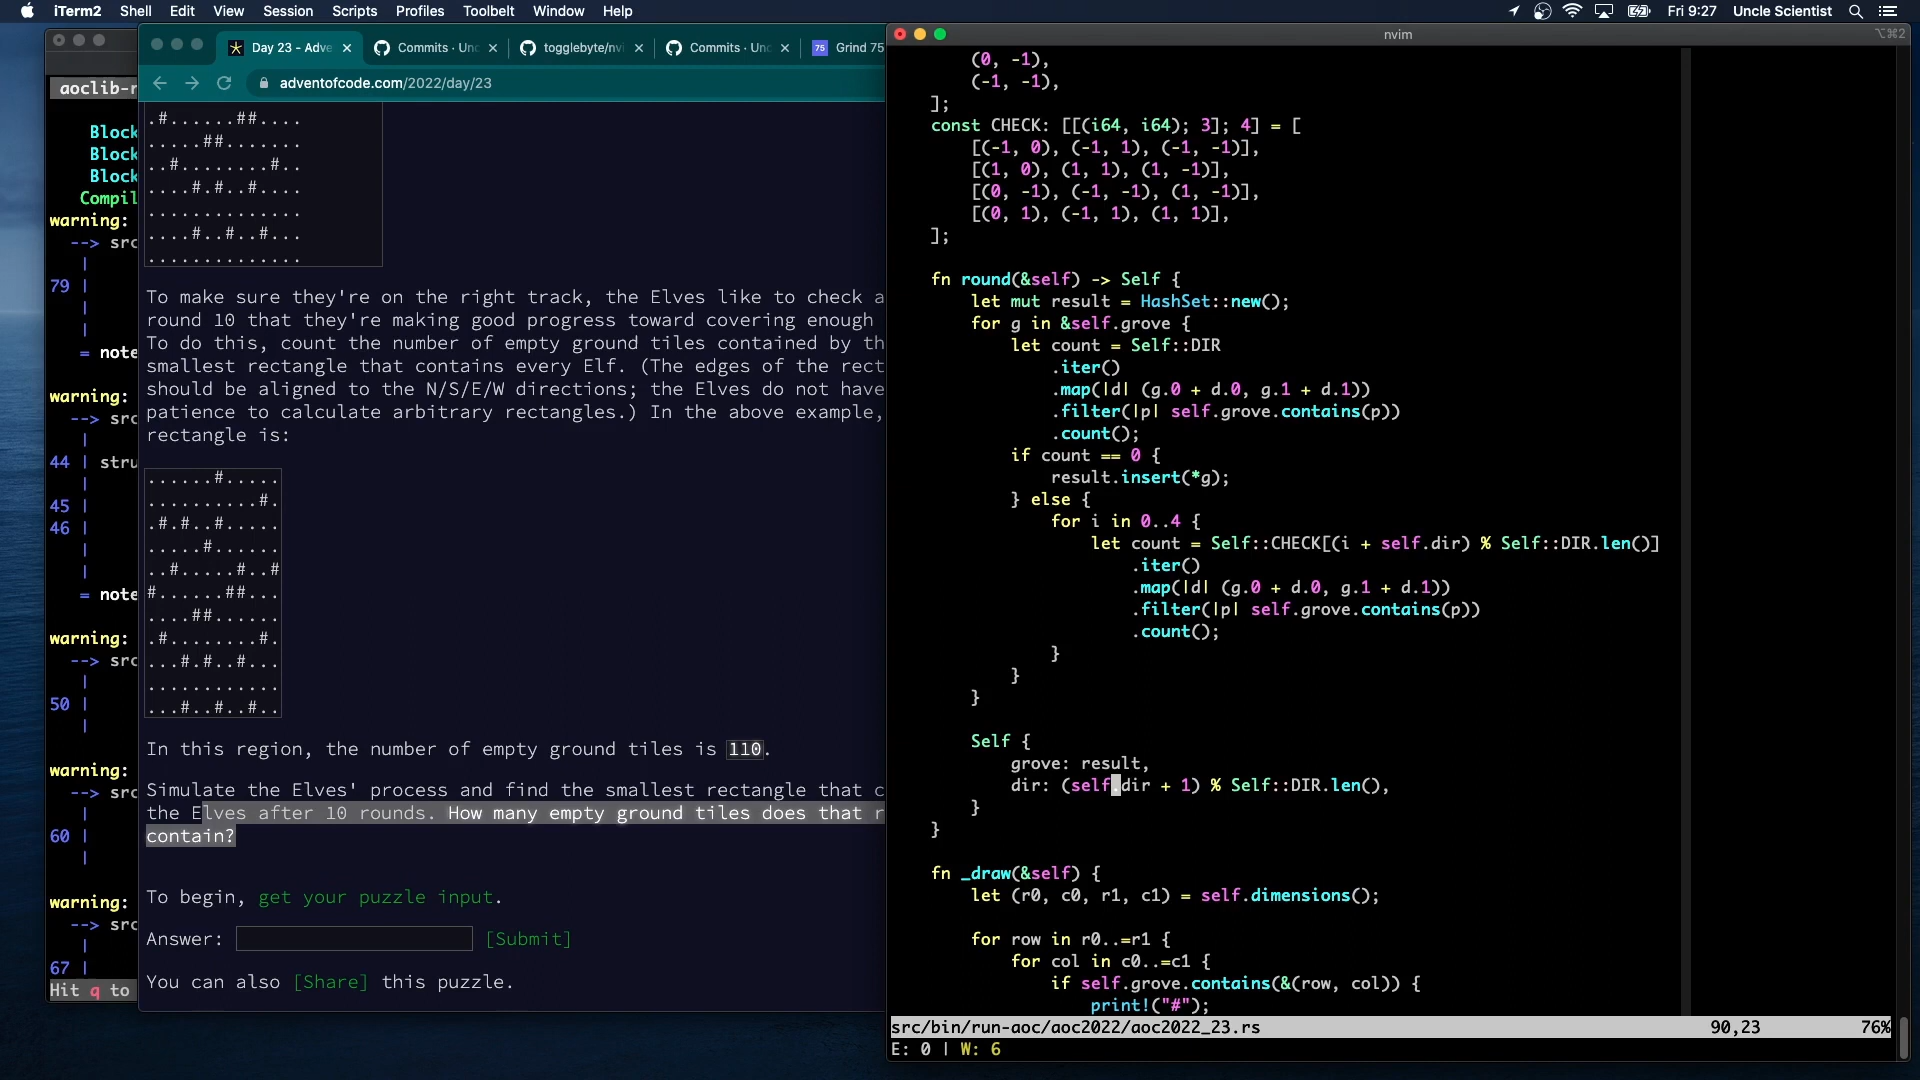 iTerm2 Shell Edit View Session Scripts Profiles Toolbelt Window Help Fri 9:27 Uncle Scientist
aoclib-r
Block
Block
Block
Compil
warning:
--> src
|
79 |
|
|
= note
warning:
--> src
|
44 | stru
|
45 |
46 |
|
|
= note
warning:
--> src
|
50 |
|
warning:
--> src
|
60 |
|
warning:
--> src
|
67 |
Hit q to
Day 23 - Adve Commits · Unc togglebyte/nvi Commits · Unc 75 Grind 75
adventofcode.com/2022/day/23
.#......##....
.....##.......
..#........#..
....#.#..#....
..............
....#..#..#...
..............
To make sure they're on the right track, the Elves like to check a
round 10 that they're making good progress toward covering enough
To do this, count the number of empty ground tiles contained by th
smallest rectangle that contains every Elf. (The edges of the rect
should be aligned to the N/S/E/W directions; the Elves do not have
patience to calculate arbitrary rectangles.) In the above example,
rectangle is:
......#.....
..........#.
.#.#..#.....
.....#......
..#.....#..#
#......##...
....##......
.#........#.
...#.#..#...
............
...#..#..#..
In this region, the number of empty ground tiles is 110.
Simulate the Elves' process and find the smallest rectangle that c
the Elves after 10 rounds. How many empty ground tiles does that r
contain?
To begin, get your puzzle input.
Answer: [Submit]
You can also [Share] this puzzle.
nvim ⌥⌘2
(0, -1),
(-1, -1),
];
const CHECK: [[(i64, i64); 3]; 4] = [
[(-1, 0), (-1, 1), (-1, -1)],
[(1, 0), (1, 1), (1, -1)],
[(0, -1), (-1, -1), (1, -1)],
[(0, 1), (-1, 1), (1, 1)],
];
fn round(&self) -> Self {
let mut result = HashSet::new();
for g in &self.grove {
let count = Self::DIR
.iter()
.map(|d| (g.0 + d.0, g.1 + d.1))
.filter(|p| self.grove.contains(p))
.count();
if count == 0 {
result.insert(*g);
} else {
for i in 0..4 {
let count = Self::CHECK[(i + self.dir) % Self::DIR.len()]
.iter()
.map(|d| (g.0 + d.0, g.1 + d.1))
.filter(|p| self.grove.contains(p))
.count();
}
}
}
Self {
grove: result,
dir: (self.dir + 1) % Self::DIR.len(),
}
}
fn _draw(&self) {
let (r0, c0, r1, c1) = self.dimensions();
for row in r0..=r1 {
for col in c0..=c1 {
if self.grove.contains(&(row, col)) {
print!("#");
src/bin/run-aoc/aoc2022/aoc2022_23.rs 90,23 76%
E: 0 | W: 6